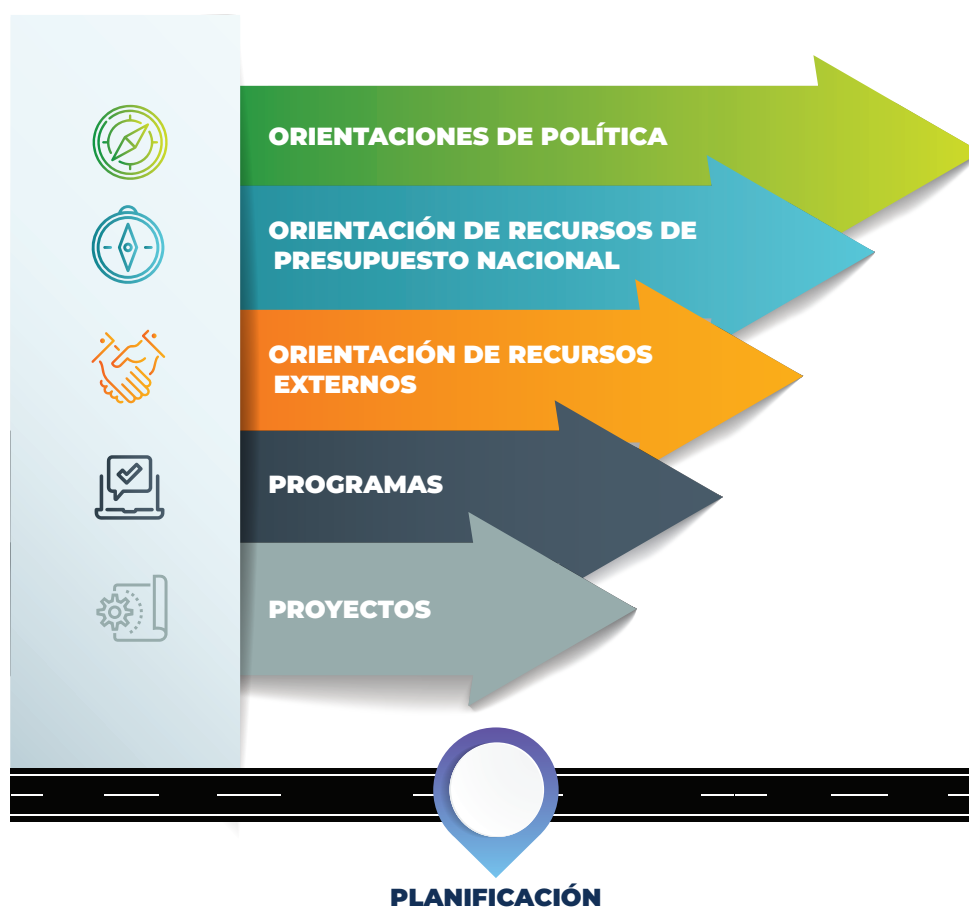 ORIENTACIONES DE POLÍTICA
ORIENTACIÓN DE RECURSOS DE
PRESUPUESTO NACIONAL
ORIENTACIÓN DE RECURSOS
EXTERNOS
PROGRAMAS
PROYECTOS
PLANIFICACIÓN